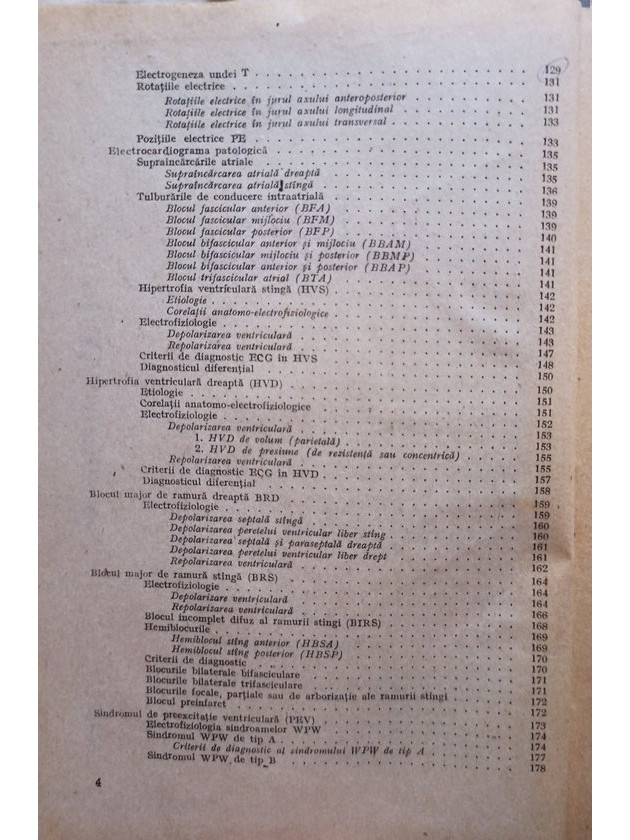 Electrogeneza undei T . . . 129
Rotațiile electrice . . . 131
Rotațiile electrice în jurul axului anteroposterior . . . 131
Rotațiile electrice în jurul axului longitudinal . . . 131
Rotațiile electrice în jurul axului transversal . . . 133
Pozițiile electrice PE . . . 133
Electrocardiograma patologică . . . 135
Supraîncărcările atriale . . . 135
Supraîncărcarea atrială dreaptă . . . 135
Supraîncărcarea atrială stîngă . . . 136
Tulburările de conducere intraatrială . . . 139
Blocul fascicular anterior (BFA) . . . 139
Blocul fascicular mijlociu (BFM) . . . 139
Blocul fascicular posterior (BFP) . . . 140
Blocul bifascicular anterior și mijlociu (BBAM) . . . 141
Blocul bifascicular mijlociu și posterior (BBMP) . . . 141
Blocul bifascicular anterior și posterior (BBAP) . . . 141
Blocul trifascicular atrial (BTA) . . . 141
Hipertrofia ventriculară stîngă (HVS) . . . 142
Etiologie . . . 142
Corelații anatomo-electrofiziologice . . . 142
Electrofiziologie . . . 143
Depolarizarea ventriculară . . . 143
Repolarizarea ventriculară . . . 147
Criterii de diagnostic ECG în HVS . . . 148
Diagnosticul diferențial . . . 150
Hipertrofia ventriculară dreaptă (HVD) . . . 150
Etiologie . . . 151
Corelații anatomo-electrofiziologice . . . 151
Electrofiziologie . . . 152
Depolarizarea ventriculară . . . 153
1. HVD de volum (parietală) . . . 153
2. HVD de presiune (de rezistență sau concentrică) . . . 155
Repolarizarea ventriculară . . . 155
Criterii de diagnostic ECG în HVD . . . 157
Diagnosticul diferențial . . . 158
Blocul major de ramură dreaptă BRD . . . 159
Electrofiziologie . . . 159
Depolarizarea septală stîngă . . . 160
Depolarizarea peretelui ventricular liber sting . . . 160
Depolarizarea septală și paraseptală dreaptă . . . 161
Depolarizarea peretelui ventricular liber drept . . . 161
Repolarizarea ventriculară . . . 162
Blocul major de ramură stîngă (BRS) . . . 164
Electrofiziologie . . . 164
Depolarizare ventriculară . . . 164
Repolarizarea ventriculară . . . 166
Blocul incomplet difuz al ramurii stîngi (BIRS) . . . 168
Hemiblocurile . . . 169
Hemiblocul stîng anterior (HBSA) . . . 169
Hemiblocul stîng posterior (HBSP) . . . 170
Criterii de diagnostic . . . 170
Blocurile bilaterale bifasciculare . . . 171
Blocurile bilaterale trifasciculare . . . 171
Blocurile focale, parțiale sau de arborizație ale ramurii stîngi . . . 172
Blocul preinfarct . . . 172
Sindromul de preexcitație ventriculară (PEV) . . . 173
Electrofiziologia sindroamelor WPW . . . 174
Sindromul WPW de tip A . . . 174
Criterii de diagnostic al sindromului WPW de tip A . . . 177
Sindromul WPW de tip B . . . 178
4